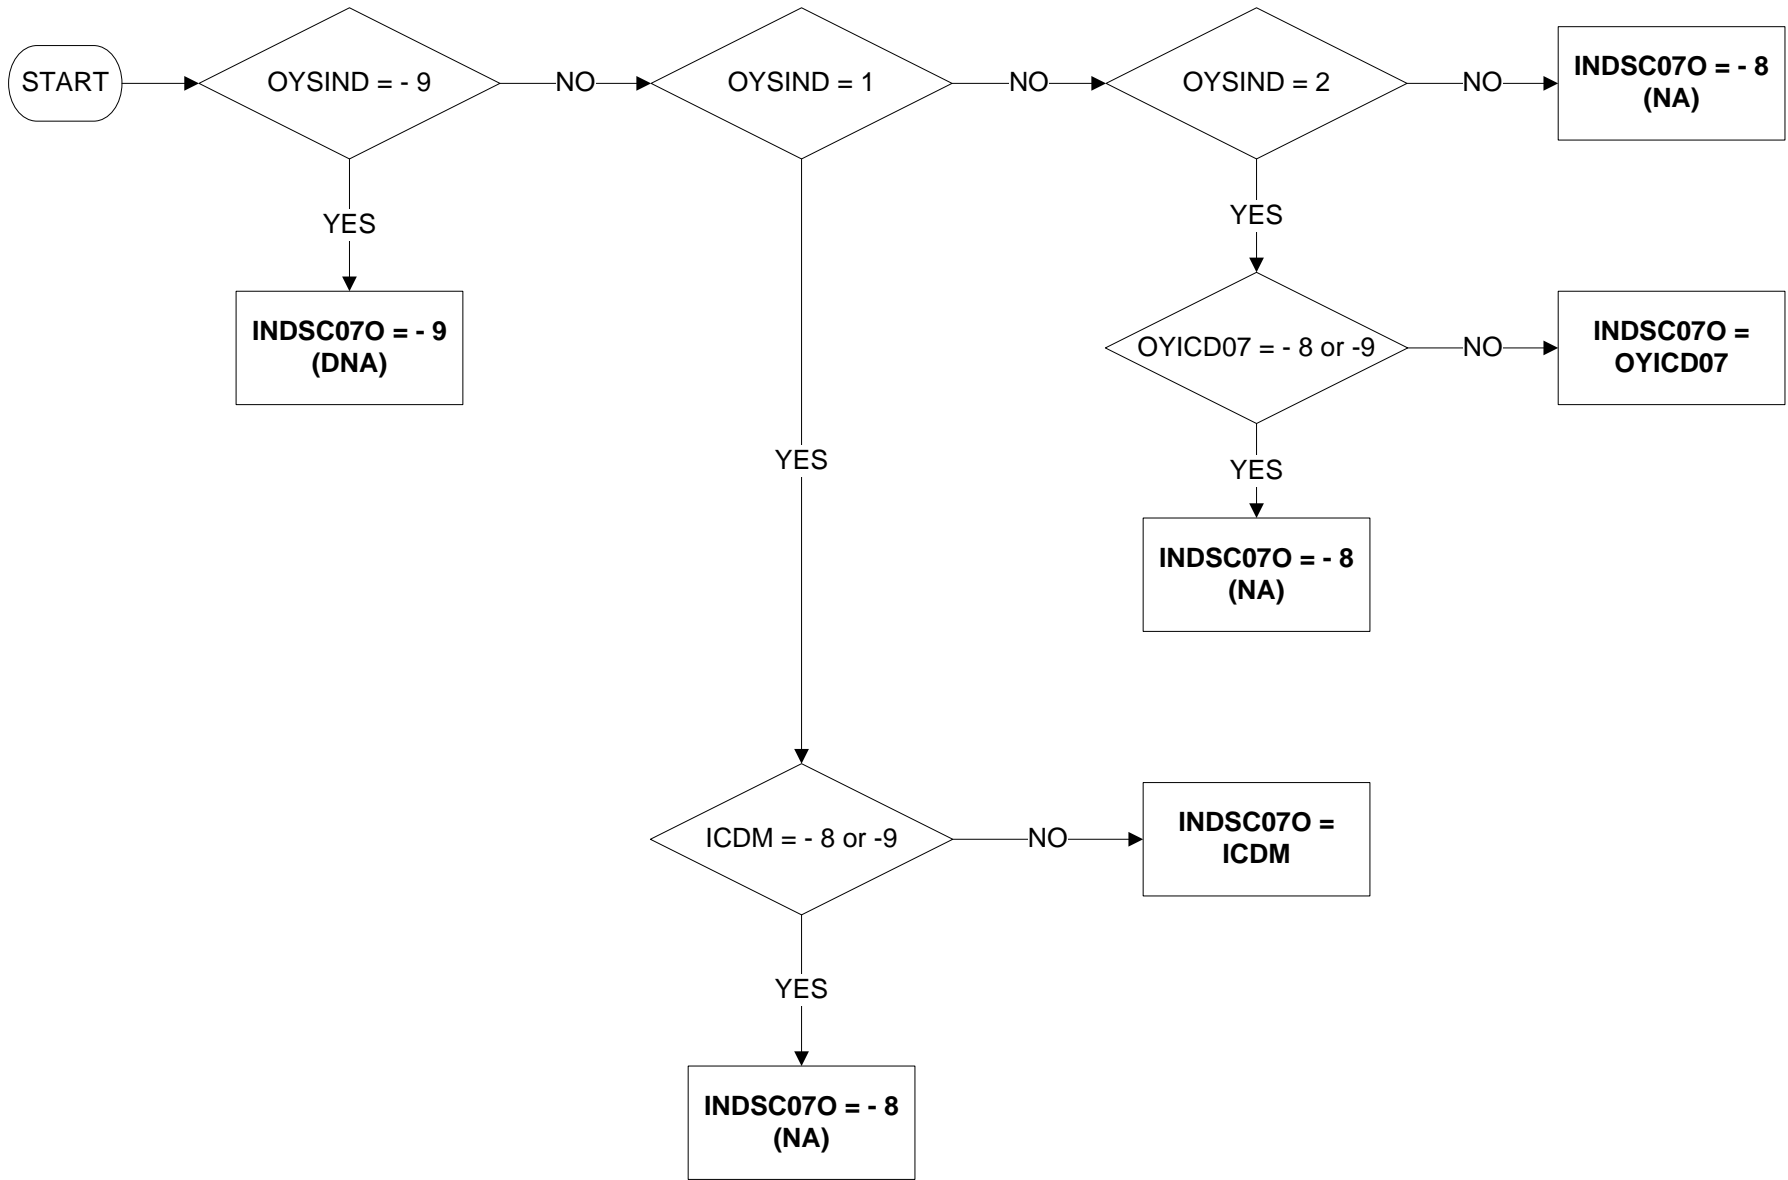 START
OYSIND = - 9
NO
OYSIND = 1
NO
OYSIND = 2
NO
INDSC07O = - 8
(NA)
YES
INDSC07O = - 9
(DNA)
YES
OYICD07 = - 8 or -9
NO
INDSC07O =
OYICD07
YES
INDSC07O = - 8
(NA)
YES
ICDM = - 8 or -9
NO
INDSC07O =
ICDM
YES
INDSC07O = - 8
(NA)